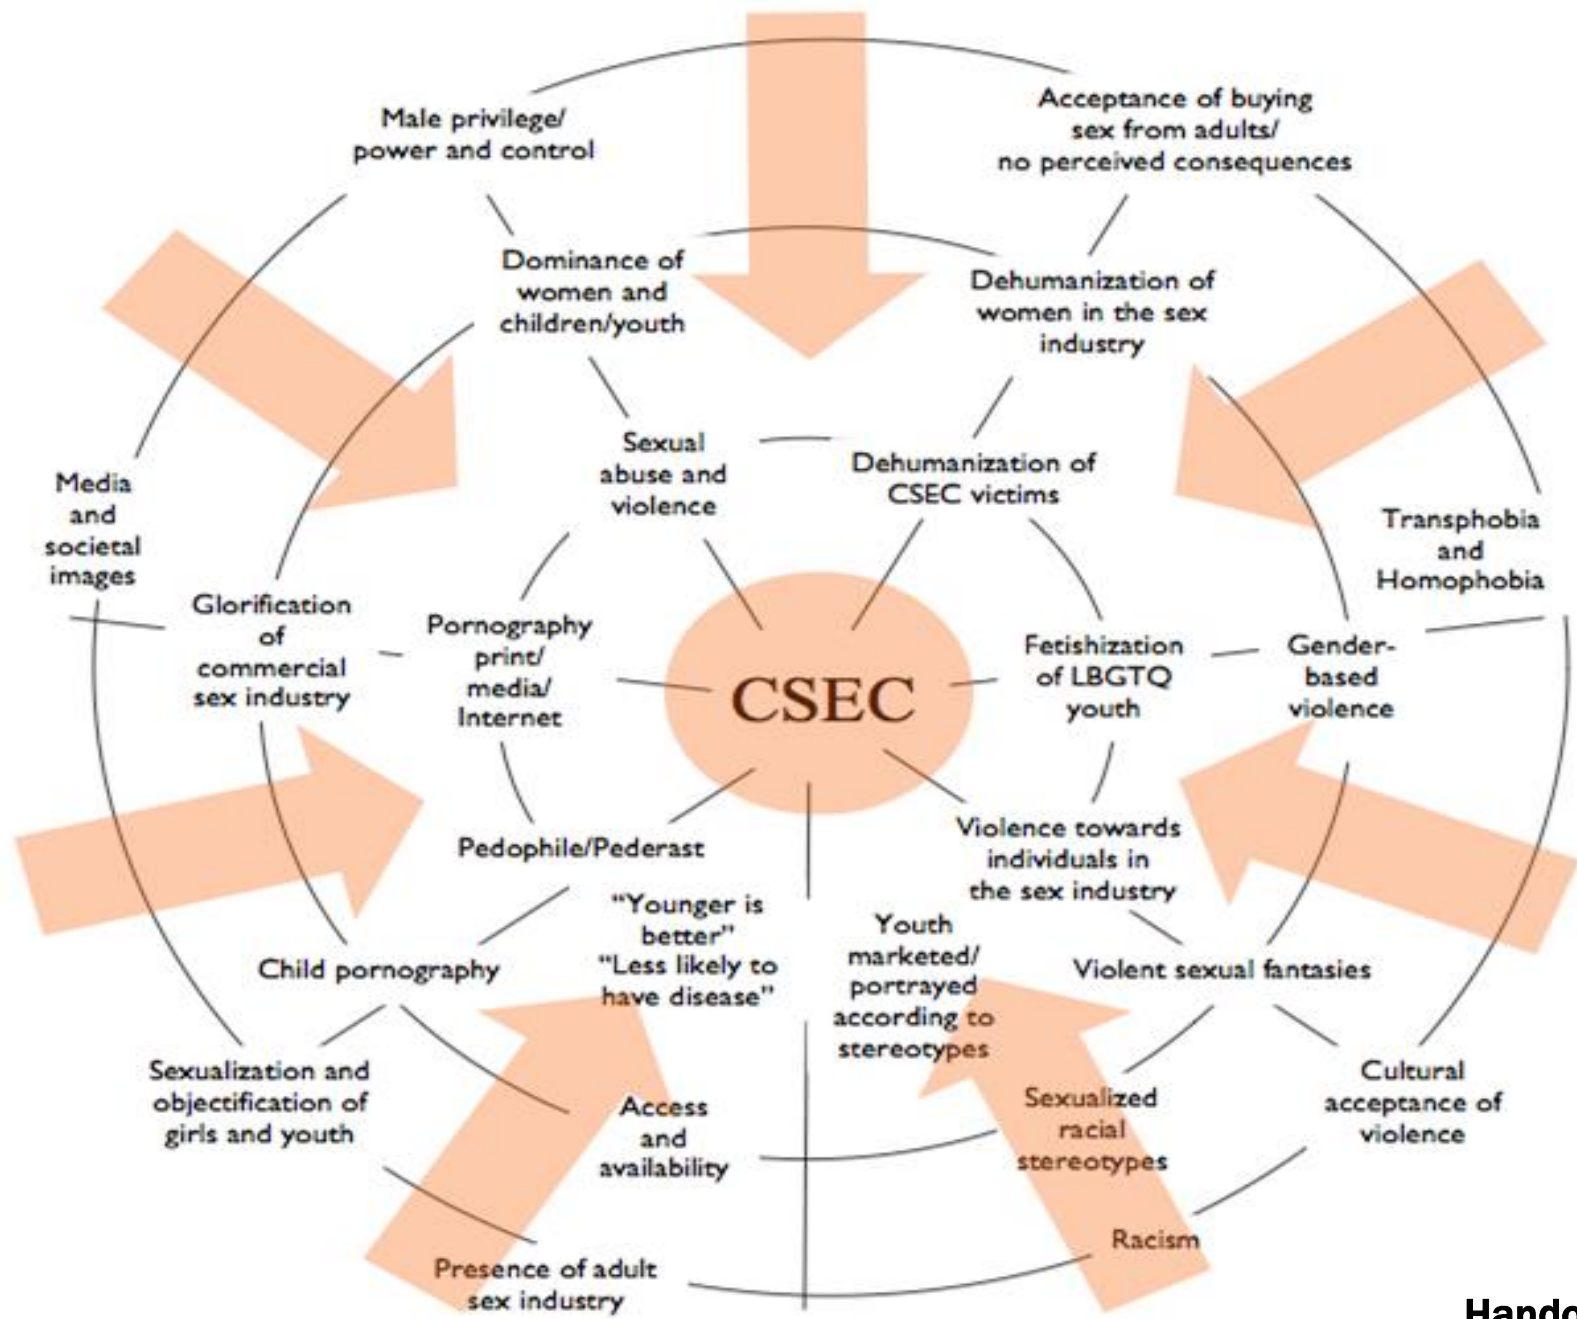 Male privilege/
power and control
Acceptance of buying
sex from adults/
no perceived consequences
Dominance of
women and
children/youth
Dehumanization of
women in the sex
industry
Sexual
abuse and
violence
Dehumanization of
CSEC victims
Media
and
societal
images
Transphobia
and
Homophobia
Glorification
of
commercial
sex industry
Pornography
print/
media/
Internet
CSEC
Fetishization
of LBGTQ
youth
Gender-
based
violence
Pedophile/Pederast
Violence towards
individuals in
the sex industry
"Younger is
better"
"Less likely to
have disease"
Youth
marketed/
portrayed
according to
stereotypes
Child pornography
Violent sexual fantasies
Sexualization and
objectification of
girls and youth
Access
and
availability
Sexualized
racial
stereotypes
Cultural
acceptance of
violence
Presence of adult
sex industry
Racism